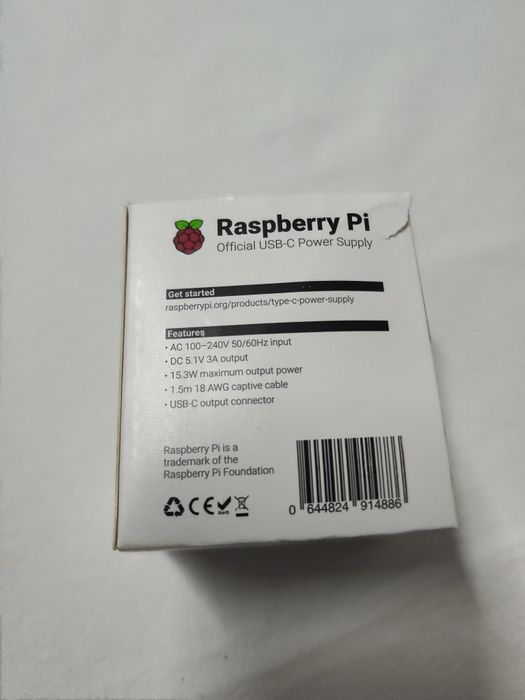 Raspberry Pi
Official USB-C Power Supply
Get started
raspberrypi.org/products/type-c-power-supply
Features
• AC 100–240V 50/60Hz input
• DC 5.1V 3A output
• 15.3W maximum output power
• 1.5m 18 AWG captive cable
• USB-C output connector
Raspberry Pi is a
trademark of the
Raspberry Pi Foundation
CE RoHS
0 644824 914886